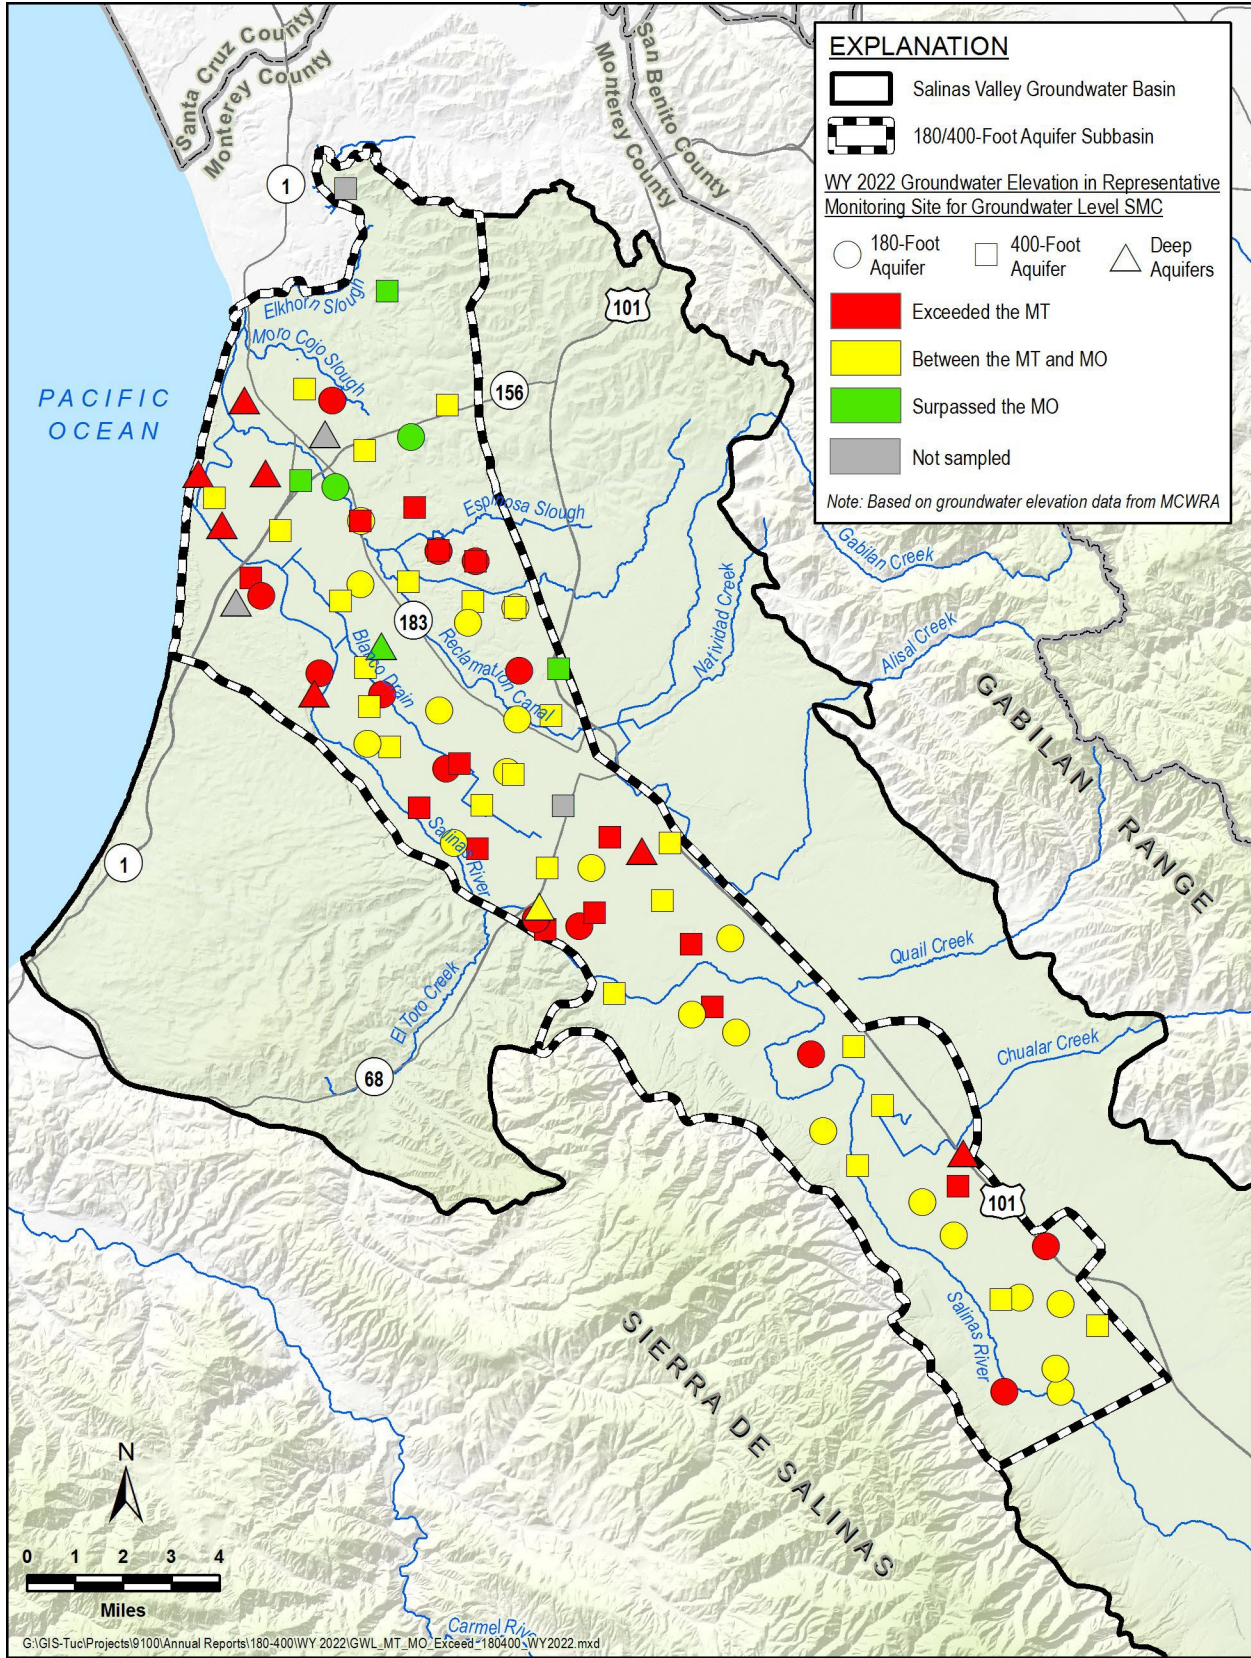 EXPLANATION
Salinas Valley Groundwater Basin
180/400-Foot Aquifer Subbasin
WY 2022 Groundwater Elevation in Representative
Monitoring Site for Groundwater Level SMC
180-Foot
Aquifer
400-Foot
Aquifer
Deep
Aquifers
Exceeded the MT
Between the MT and MO
Surpassed the MO
Not sampled
Note: Based on groundwater elevation data from MCWRA
Santa Cruz County
Monterey County
San Benito County
Monterey County
1
101
Elkhorn Slough
Moro Cojo Slough
156
PACIFIC
OCEAN
Espinosa Slough
Gabilan Creek
Natividad Creek
183
Blanco Drain
Reclamation Canal
Alisal Creek
GABILAN
RANGE
Salinas River
1
Quail Creek
El Toro Creek
Chualar Creek
68
101
Salinas River
SIERRA DE SALINAS
N
0 1 2 3 4
Miles
Carmel Rive
G:\GIS-Tuc\Projects\9100\Annual Reports\180-400\WY 2022\GWL_MT_MO_Exceed_180400_WY2022.mxd